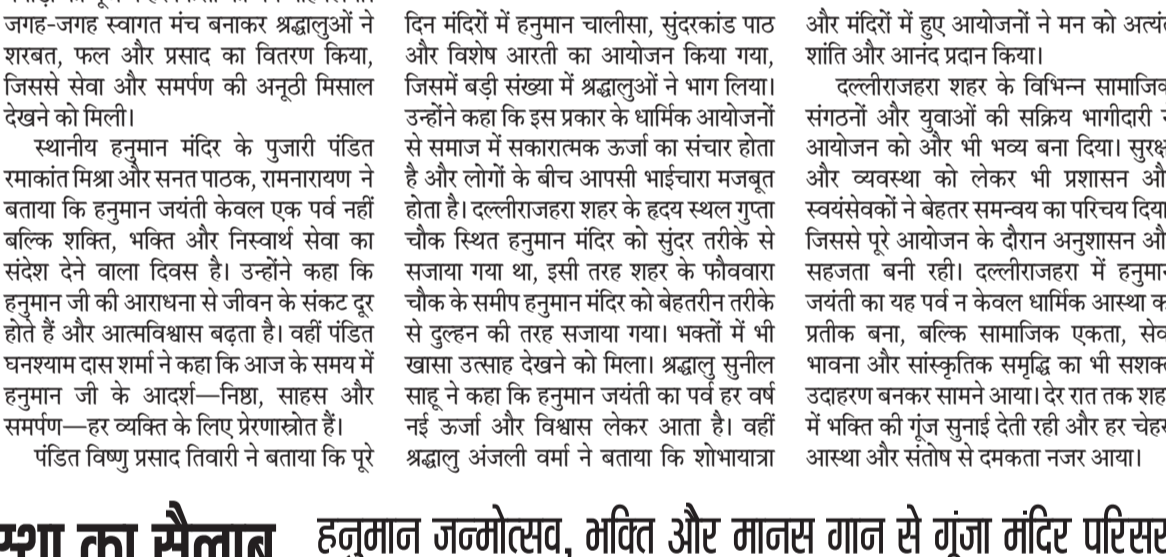 जगह-जगह स्वागत मंच बनाकर श्रद्धालुओं ने
शरबत, फल और प्रसाद का वितरण किया,
जिससे सेवा और समर्पण की अनूठी मिसाल
देखने को मिली।
स्थानीय हनुमान मंदिर के पुजारी पंडित
रमाकांत मिश्रा और सनत पाठक, रामनारायण ने
बताया कि हनुमान जयंती केवल एक पर्व नहीं
बल्कि शक्ति, भक्ति और निस्वार्थ सेवा का
संदेश देने वाला दिवस है। उन्होंने कहा कि
हनुमान जी की आराधना से जीवन के संकट दूर
होते हैं और आत्मविश्वास बढ़ता है। वहीं पंडित
घनश्याम दास शर्मा ने कहा कि आज के समय में
हनुमान जी के आदर्श—निष्ठा, साहस और
समर्पण—हर व्यक्ति के लिए प्रेरणास्रोत हैं।
पंडित विष्णु प्रसाद तिवारी ने बताया कि पूरे
दिन मंदिरों में हनुमान चालीसा, सुंदरकांड पाठ
और विशेष आरती का आयोजन किया गया,
जिसमें बड़ी संख्या में श्रद्धालुओं ने भाग लिया।
उन्होंने कहा कि इस प्रकार के धार्मिक आयोजनों
से समाज में सकारात्मक ऊर्जा का संचार होता
है और लोगों के बीच आपसी भाईचारा मजबूत
होता है। दल्लीराजहरा शहर के हृदय स्थल गुप्ता
चौक स्थित हनुमान मंदिर को सुंदर तरीके से
सजाया गया था, इसी तरह शहर के फौववारा
चौक के समीप हनुमान मंदिर को बेहतरीन तरीके
से दुल्हन की तरह सजाया गया। भक्तों में भी
खासा उत्साह देखने को मिला। श्रद्धालु सुनील
साहू ने कहा कि हनुमान जयंती का पर्व हर वर्ष
नई ऊर्जा और विश्वास लेकर आता है। वहीं
श्रद्धालु अंजली वर्मा ने बताया कि शोभायात्रा
और मंदिरों में हुए आयोजनों ने मन को
शांति और आनंद प्रदान किया।
दल्लीराजहरा शहर के विभिन्न
संगठनों और युवाओं की सक्रिय भागीदारी
आयोजन को और भी भव्य बना दिया।
और व्यवस्था को लेकर भी प्रशासन
स्वयंसेवकों ने बेहतर समन्वय का परिचय दिया
जिससे पूरे आयोजन के दौरान अनुशासन
सहजता बनी रही। दल्लीराजहरा में
जयंती का यह पर्व न केवल धार्मिक आस्था
प्रतीक बना, बल्कि सामाजिक एकता,
भावना और सांस्कृतिक समृद्धि का भी
उदाहरण बनकर सामने आया। देर रात तक
में भक्ति की गूंज सुनाई देती रही और हर
आस्था और संतोष से दमकता नजर आया।
का सैलाब
हनुमान जन्मोत्सव, भक्ति और मानस गान से गूंजा मंदिर परिसर